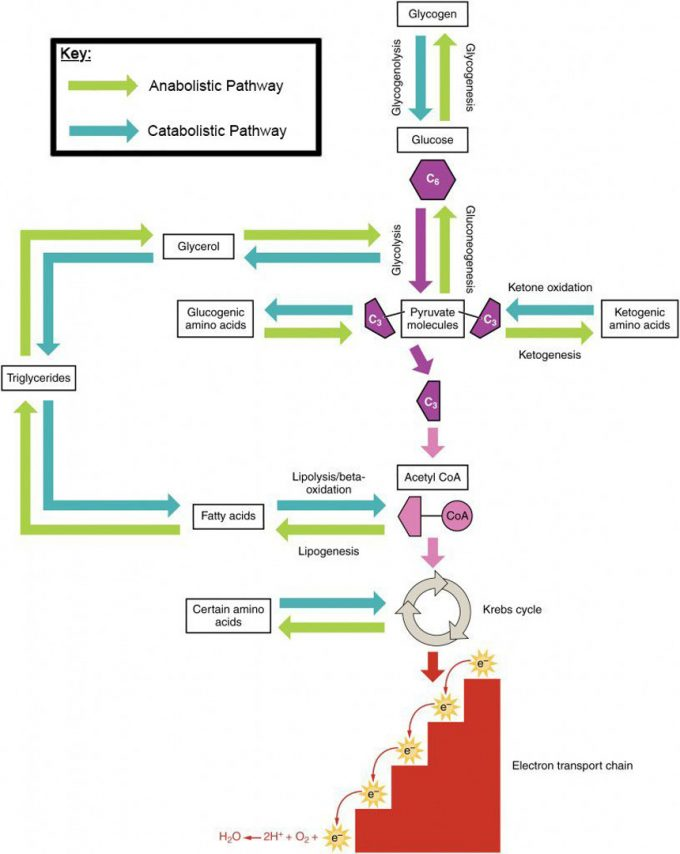 Glycogen
Key:
Anabolistic Pathway
Catabolistic Pathway
Glycogenolysis
Glycogenesis
Glucose
C6
Glycolysis
Gluconeogenesis
Glycerol
Ketone oxidation
Glucogenic
amino acids
C3
Pyruvate
molecules
C3
Ketogenic
amino acids
Ketogenesis
Triglycerides
C3
Acetyl CoA
Lipolysis/beta-
oxidation
Fatty acids
CoA
Lipogenesis
Certain amino
acids
Krebs cycle
e−
e−
e−
Electron transport chain
e−
H2O ← 2H+ + O2 + e−